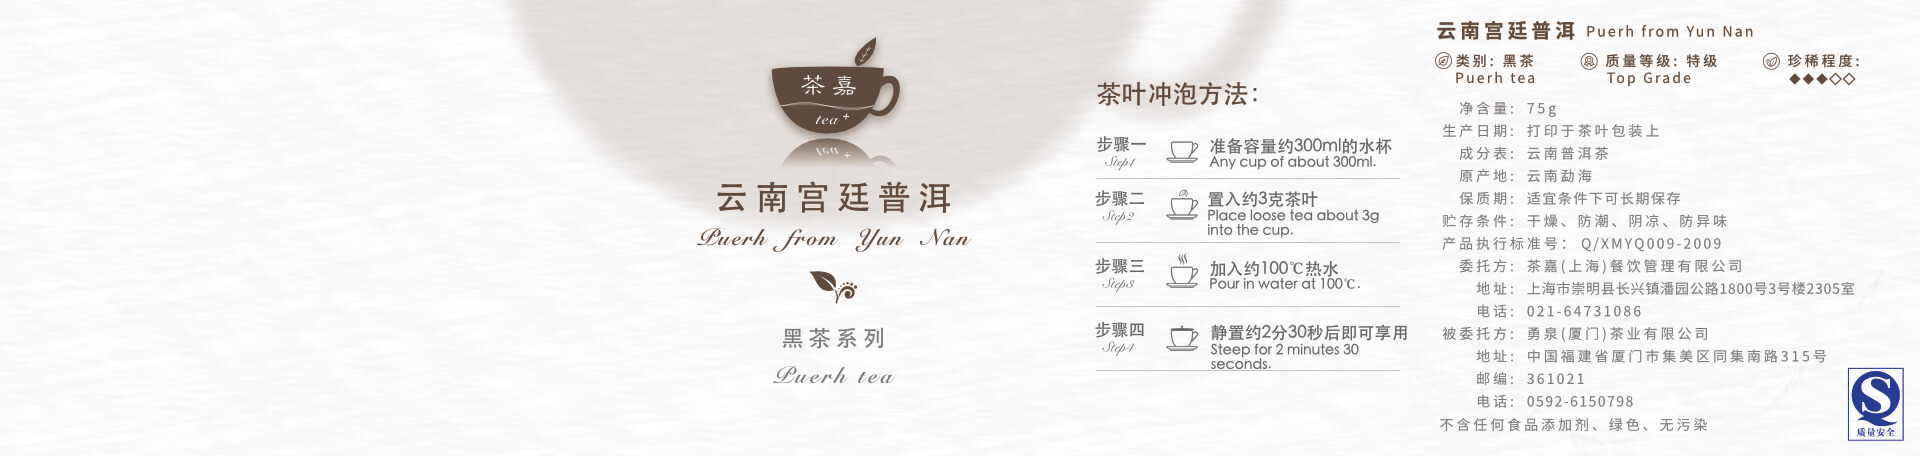 茶嘉
tea+
云南宫廷普洱
Puerh from Yun Nan
黑茶系列
Puerh tea
茶叶冲泡方法:
步骤一
Step1
准备容量约300ml的水杯
Any cup of about 300ml.
步骤二
Step2
置入约3克茶叶
Place loose tea about 3g
into the cup.
步骤三
Step3
加入约100℃热水
Pour in water at 100℃.
步骤四
Step4
静置约2分30秒后即可享用
Steep for 2 minutes 30
seconds.
云南宫廷普洱 Puerh from Yun Nan
类别: 黑茶 质量等级: 特级 珍稀程度:
Puerh tea Top Grade ◆◆◆◇◇
净含量: 75g
生产日期: 打印于茶叶包装上
成分表: 云南普洱茶
原产地: 云南勐海
保质期: 适宜条件下可长期保存
贮存条件: 干燥、防潮、阴凉、防异味
产品执行标准号: Q/XMYQ009-2009
委托方: 茶嘉(上海)餐饮管理有限公司
地址: 上海市崇明县长兴镇潘园公路1800号3号楼2305室
电话: 021-64731086
被委托方: 勇泉(厦门)茶业有限公司
地址: 中国福建省厦门市集美区同集南路315号
邮编: 361021
电话: 0592-6150798
不含任何食品添加剂、绿色、无污染
质量安全